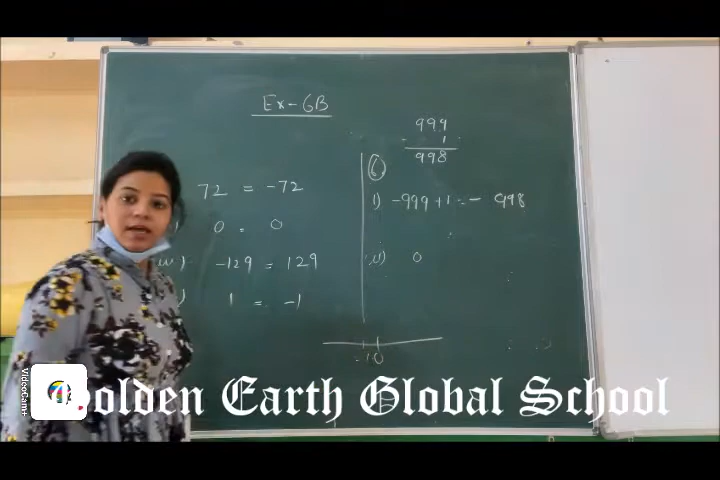 Ex-6B
72 = -72
0 = 0
-129 = 129
1 = -1
999
- 1
998
6.
i) -999+1 = - 998
ii) 0
-10
Golden Earth Global School
VideoCam+